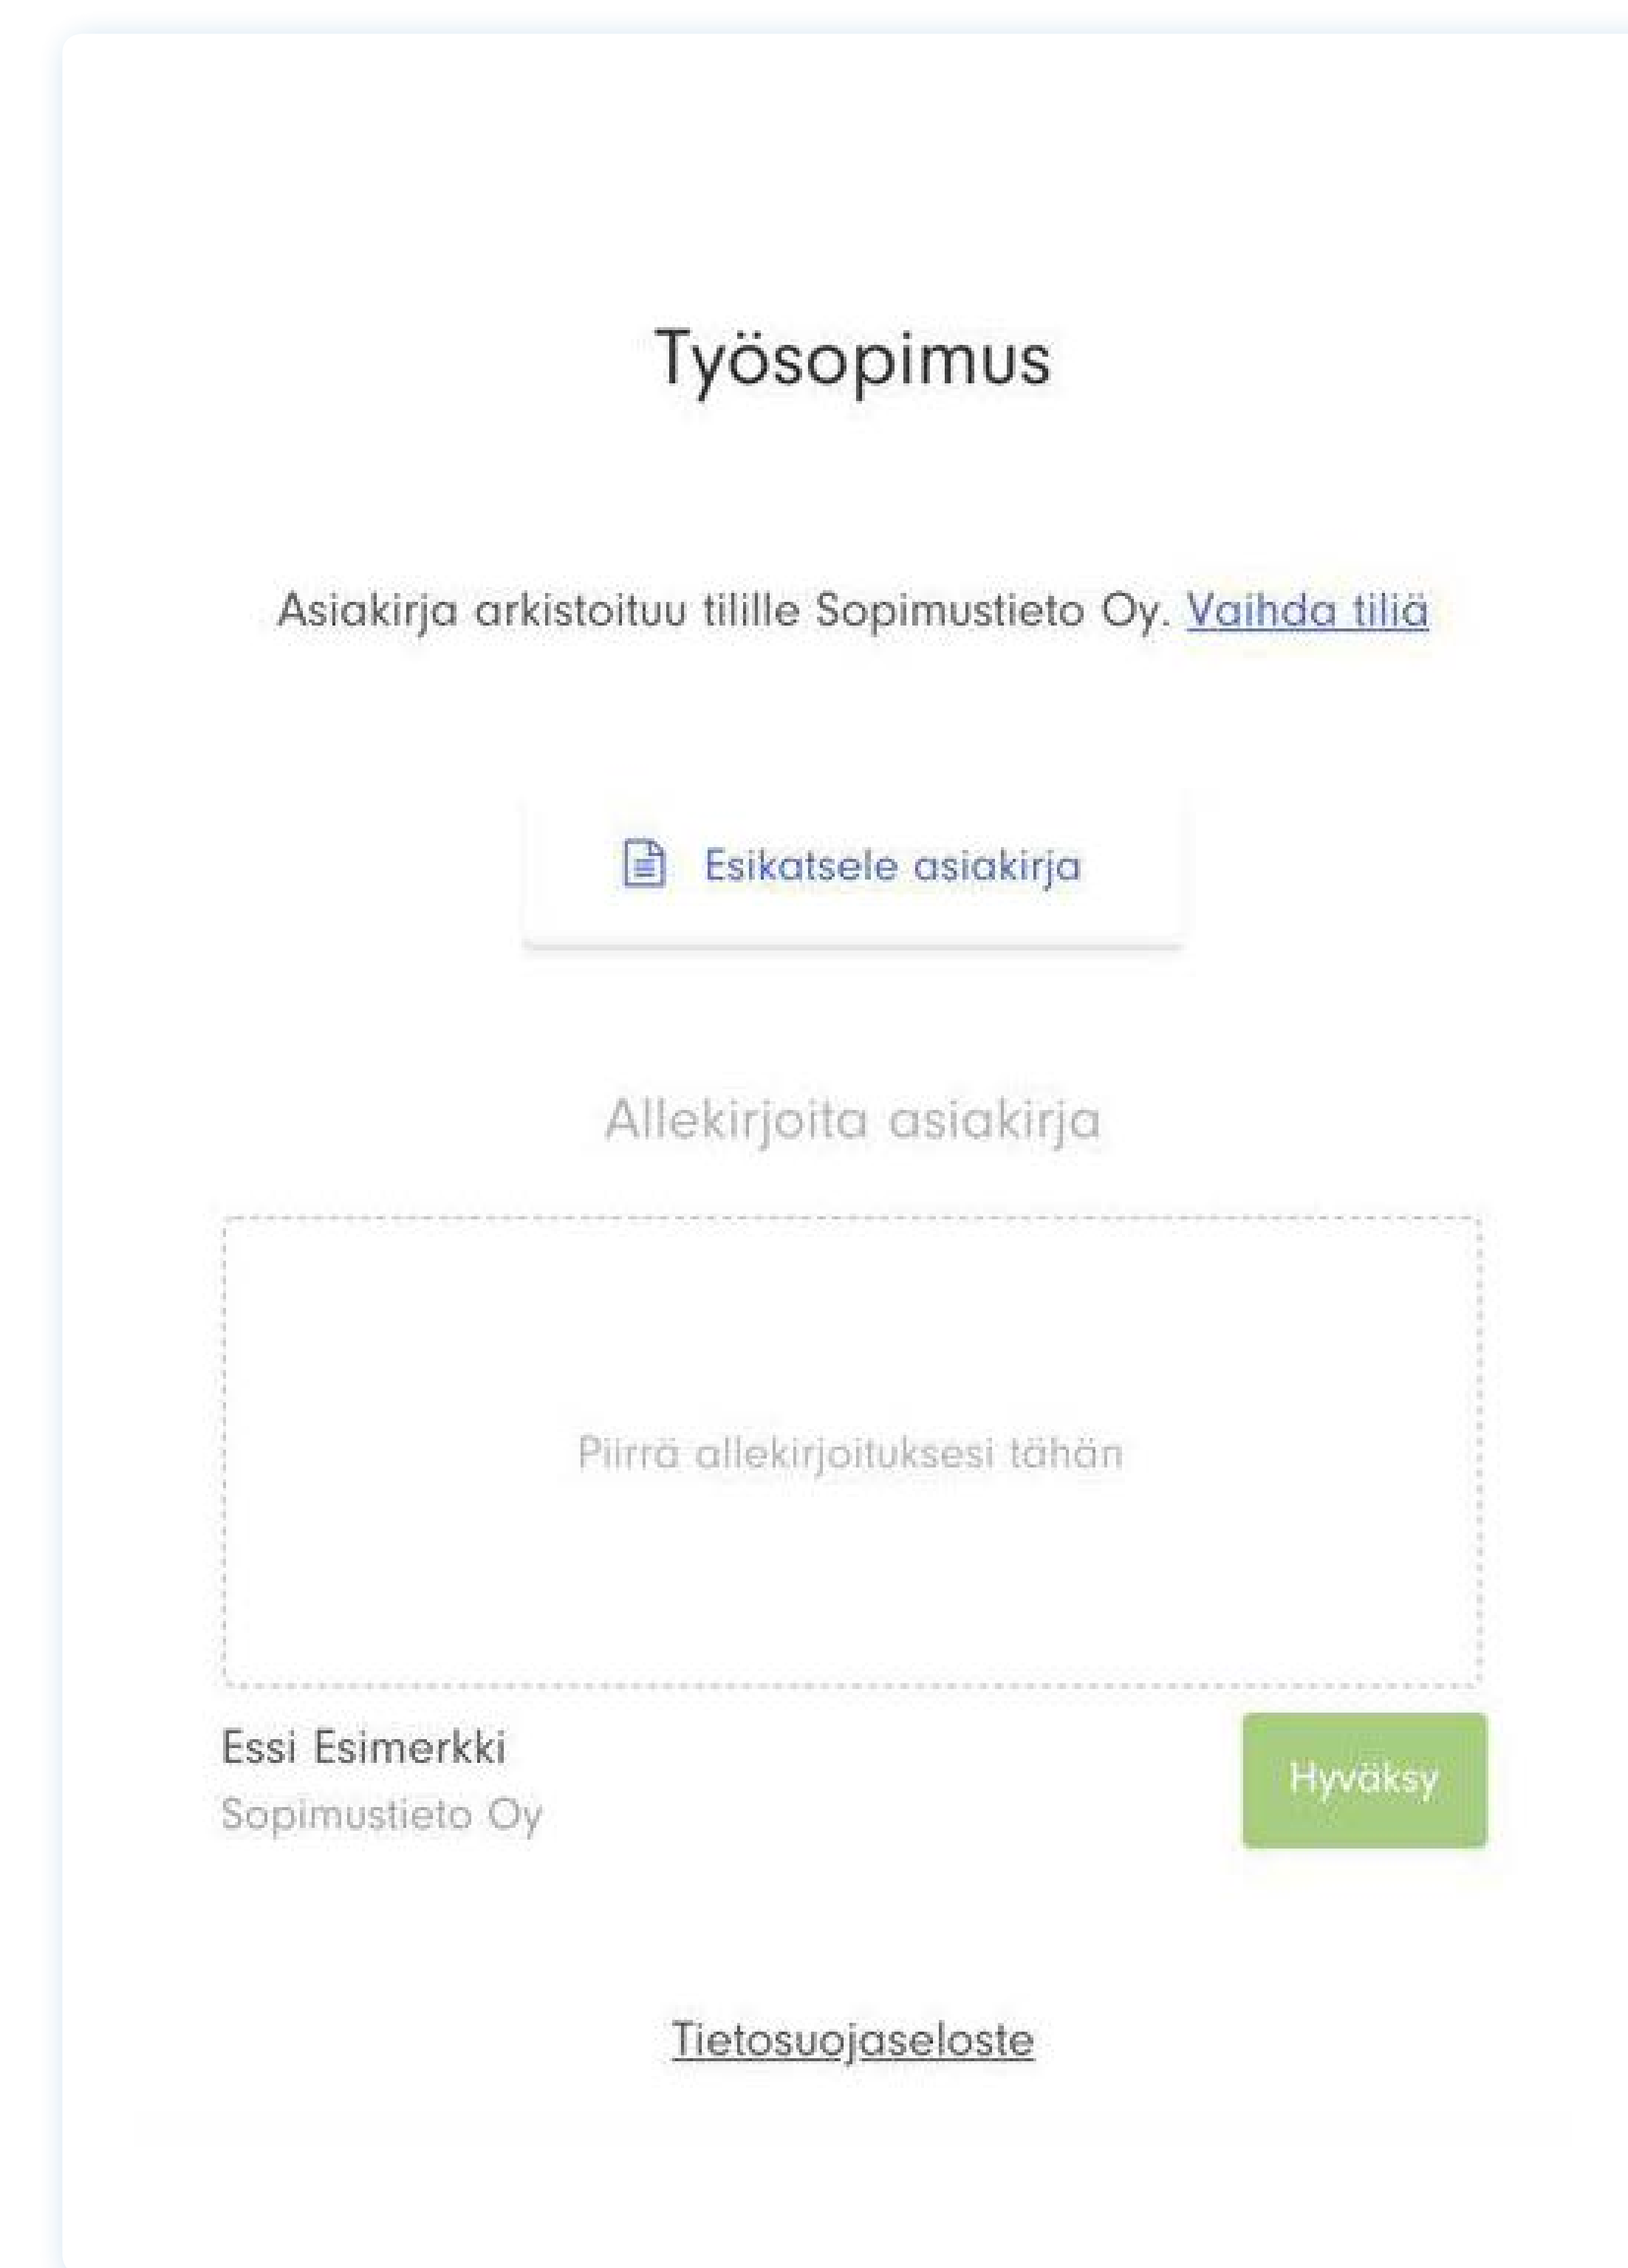 Työsopimus
Asiakirja arkistoituu tilille Sopimustieto Oy. Vaihda tiliä
Esikatsele asiakirja
Allekirjoita asiakirja
Piirrä allekirjoituksesi tähän
Essi Esimerkki
Hyväksy
Sopimustieto Oy
Tietosuojaseloste